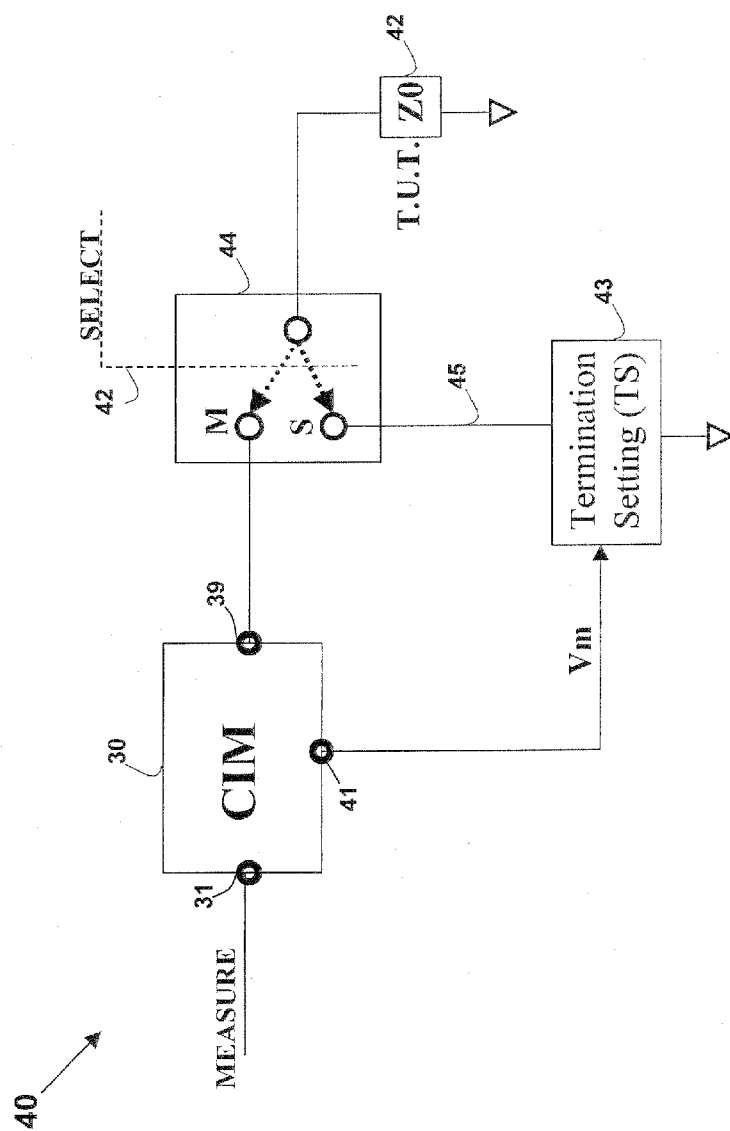 40
MEASURE
31
30
CIM
39
41
Vm
SELECT
42
44
M
S
45
T.U.T.
Z0
42
Termination
Setting (TS)
43